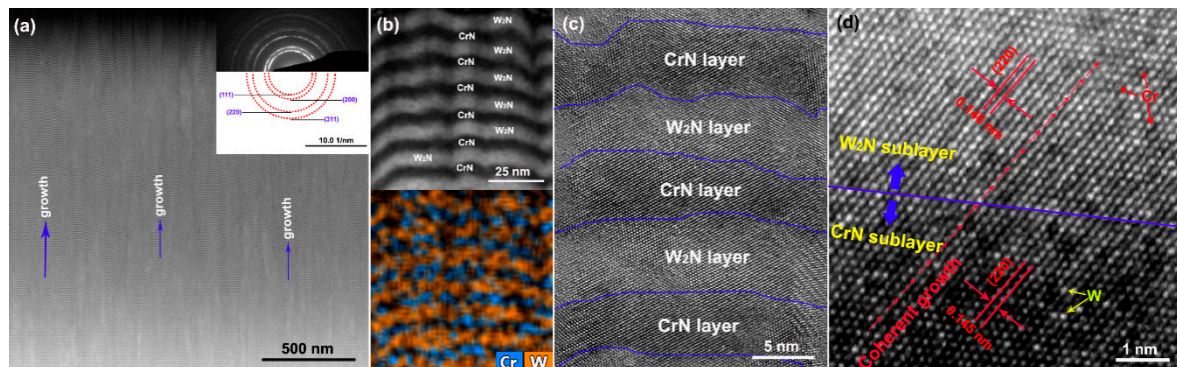 (a)
(111)
(200)
(220)
(311)
10.0 1/nm
growth
growth
growth
500 nm
(b)
W₂N
CrN
W₂N
CrN
W₂N
CrN
W₂N
CrN
W₂N
CrN
W₂N
CrN
25 nm
Cr W
(c)
CrN layer
W₂N layer
CrN layer
W₂N layer
CrN layer
5 nm
(d)
(220)
0.148 nm
Cr
W₂N sublayer
CrN sublayer
Coherent growth
(220)
0.145 nm
W
1 nm